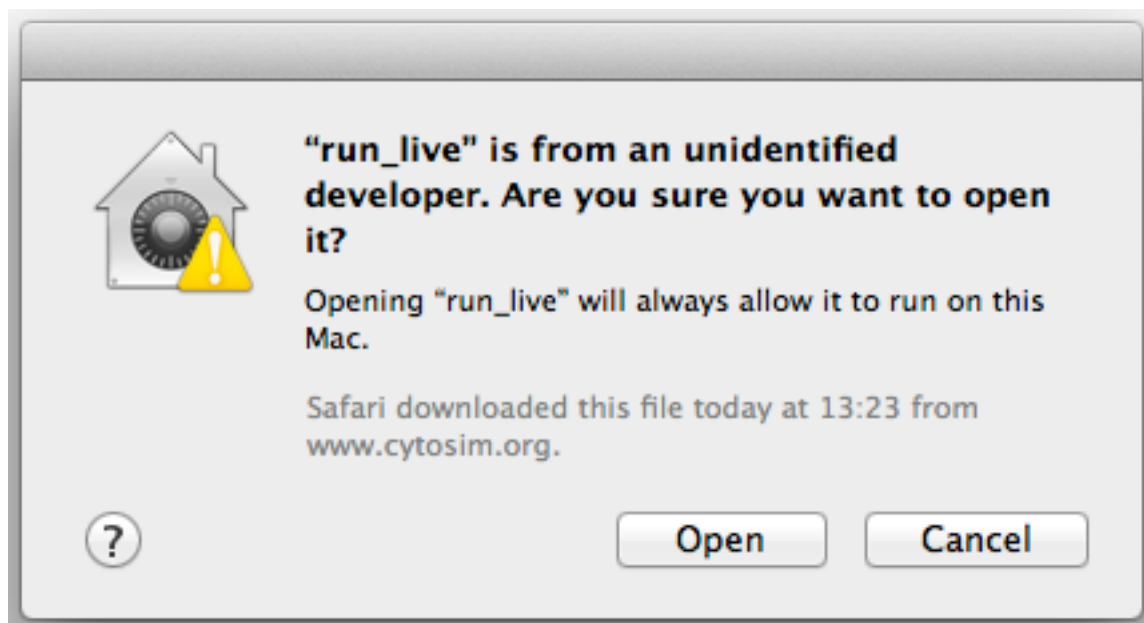 “run_live” is from an unidentified
developer. Are you sure you want to open
it?
Opening “run_live” will always allow it to run on this
Mac.
Safari downloaded this file today at 13:23 from
www.cytosim.org.
?
Open
Cancel